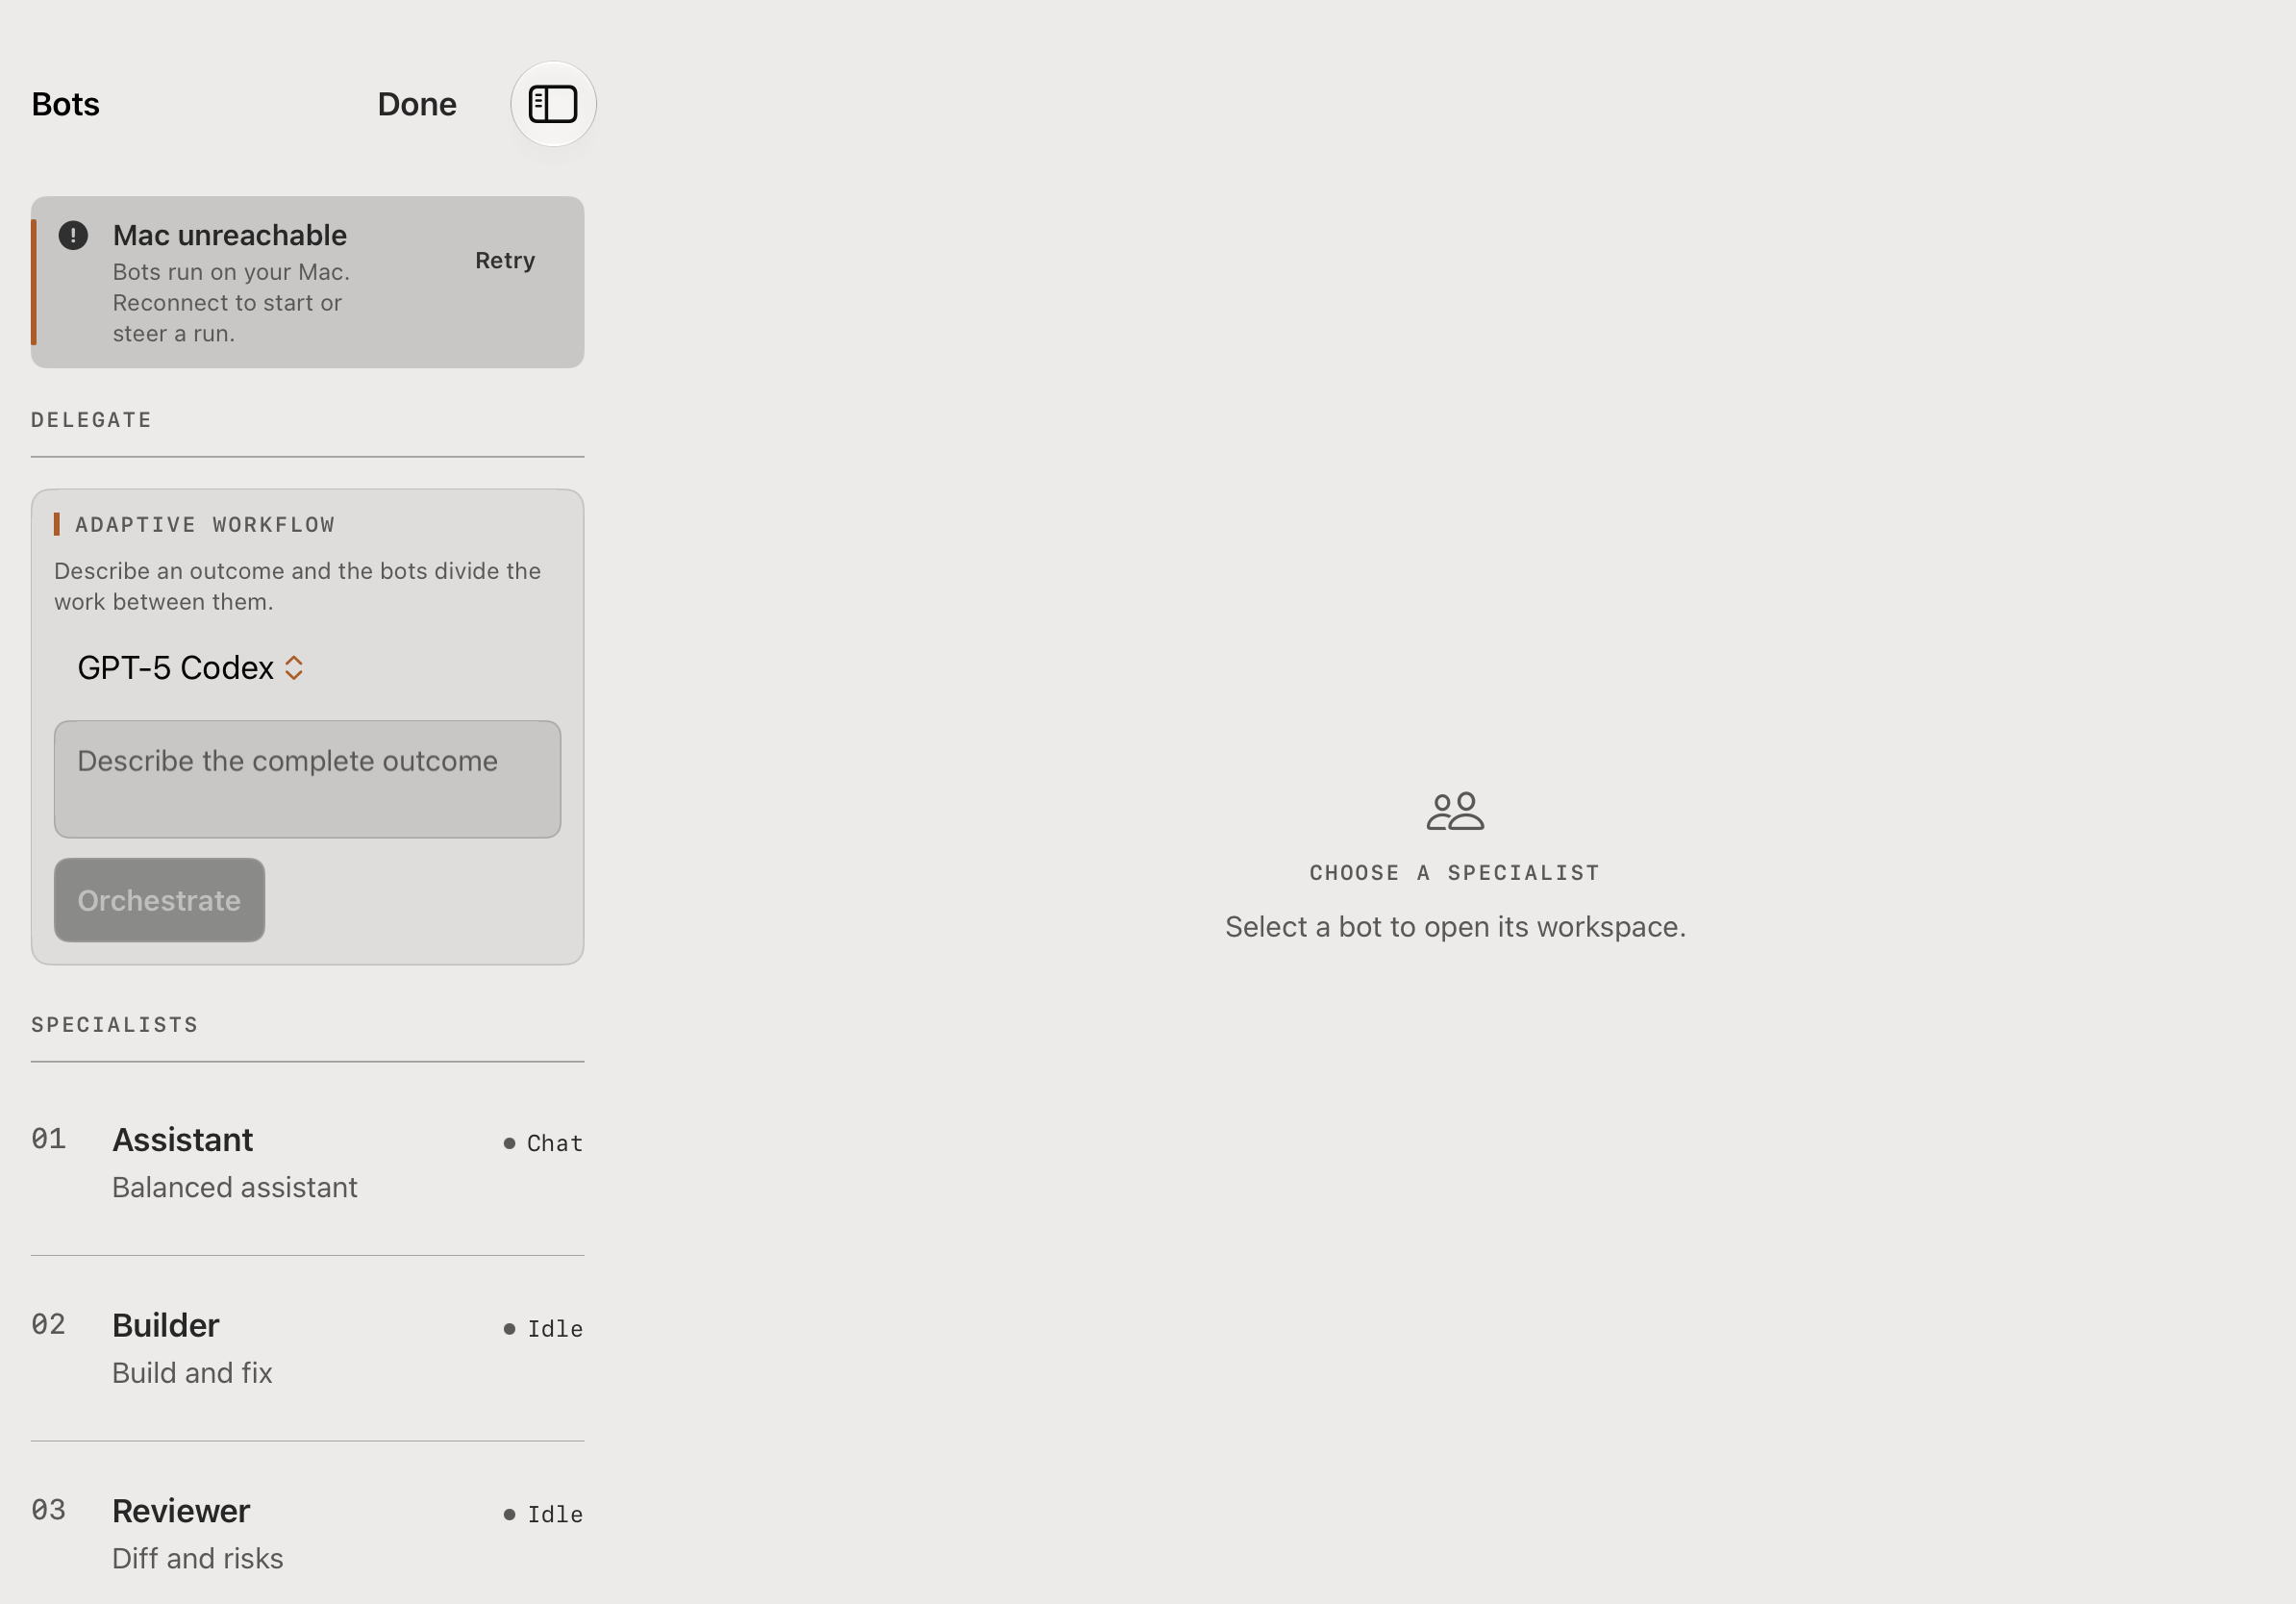 Bots
Done
Mac unreachable
Bots run on your Mac.
Reconnect to start or
steer a run.
Retry
DELEGATE
ADAPTIVE WORKFLOW
Describe an outcome and the bots divide the
work between them.
GPT-5 Codex
Describe the complete outcome
Orchestrate
SPECIALISTS
01
Assistant
Chat
Balanced assistant
02
Builder
Idle
Build and fix
03
Reviewer
Idle
Diff and risks
CHOOSE A SPECIALIST
Select a bot to open its workspace.